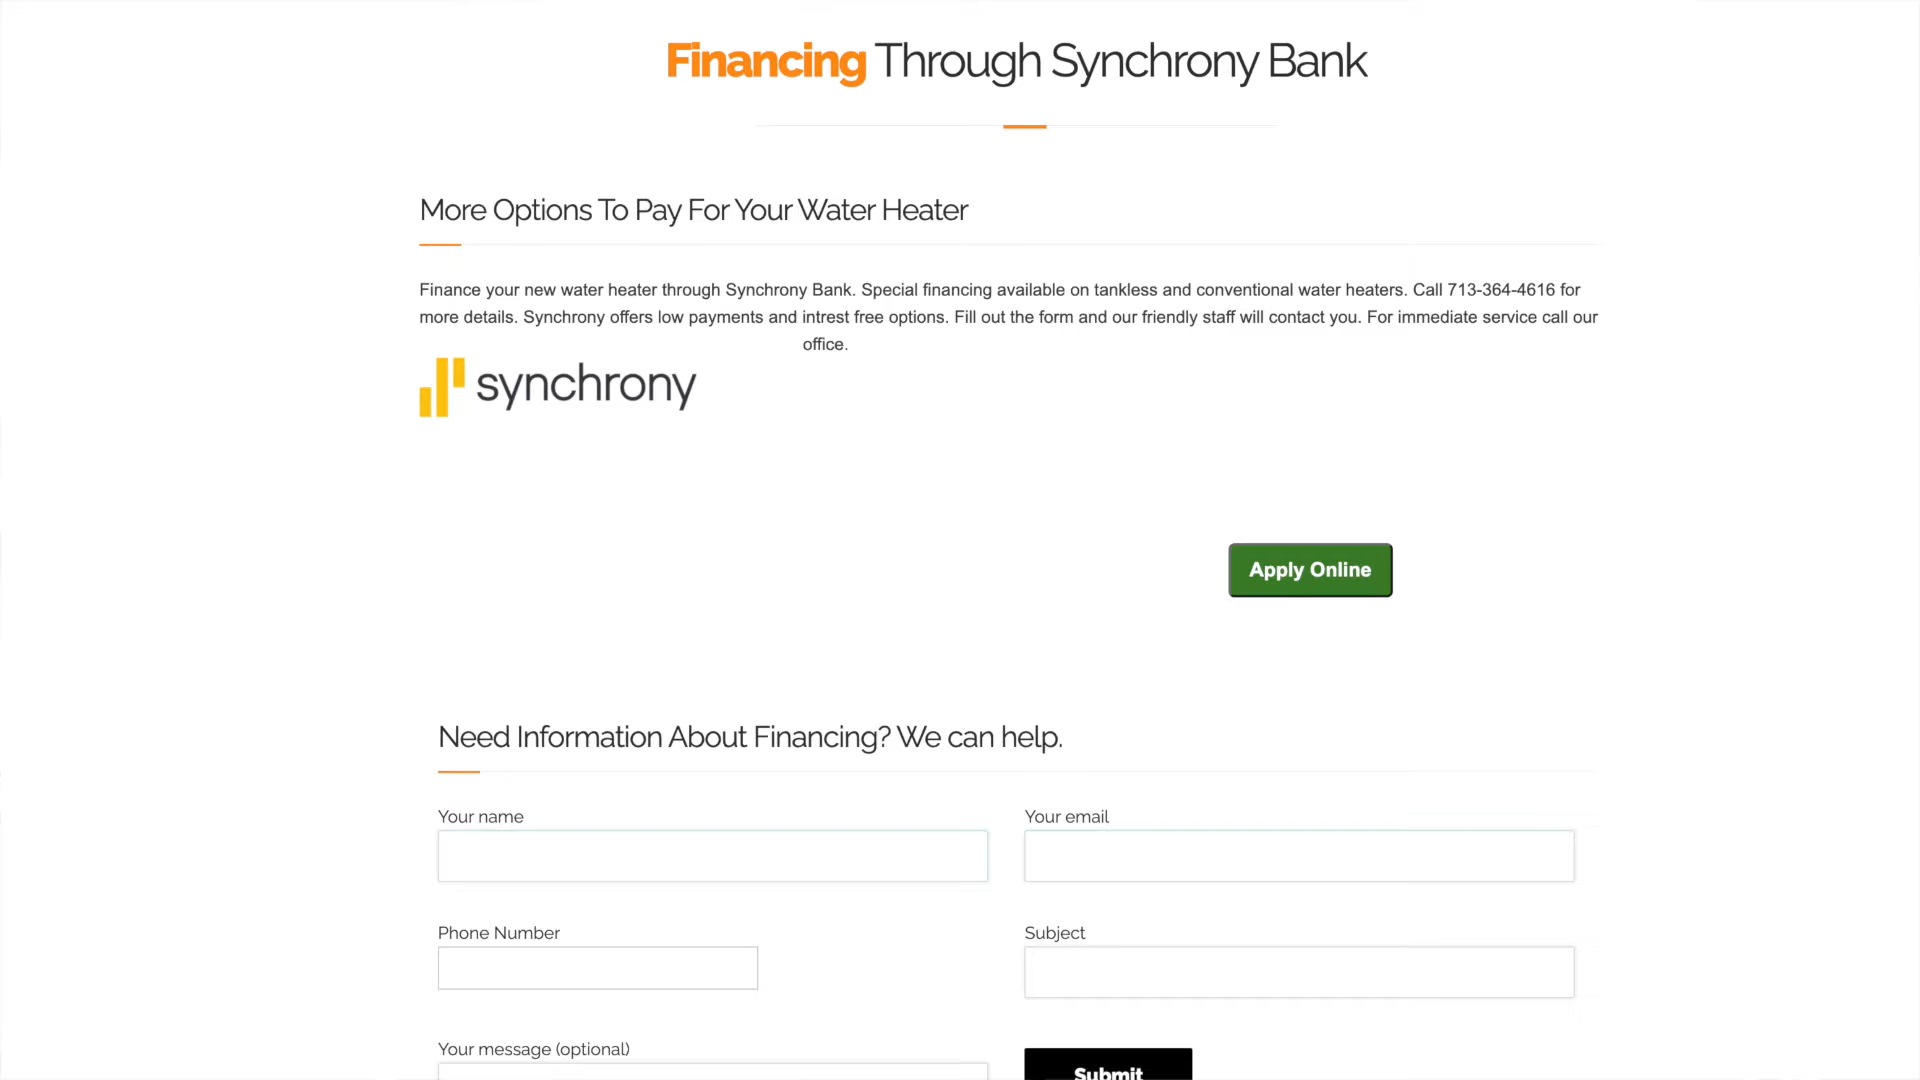 Financing Through Synchrony Bank
More Options To Pay For Your Water Heater
Finance your new water heater through Synchrony Bank. Special financing available on tankless and conventional water heaters. Call 713-364-4616 for
more details. Synchrony offers low payments and intrest free options. Fill out the form and our friendly staff will contact you. For immediate service call our
office.
synchrony
Apply Online
Need Information About Financing? We can help.
Your name
Your email
Phone Number
Subject
Your message (optional)
Submit